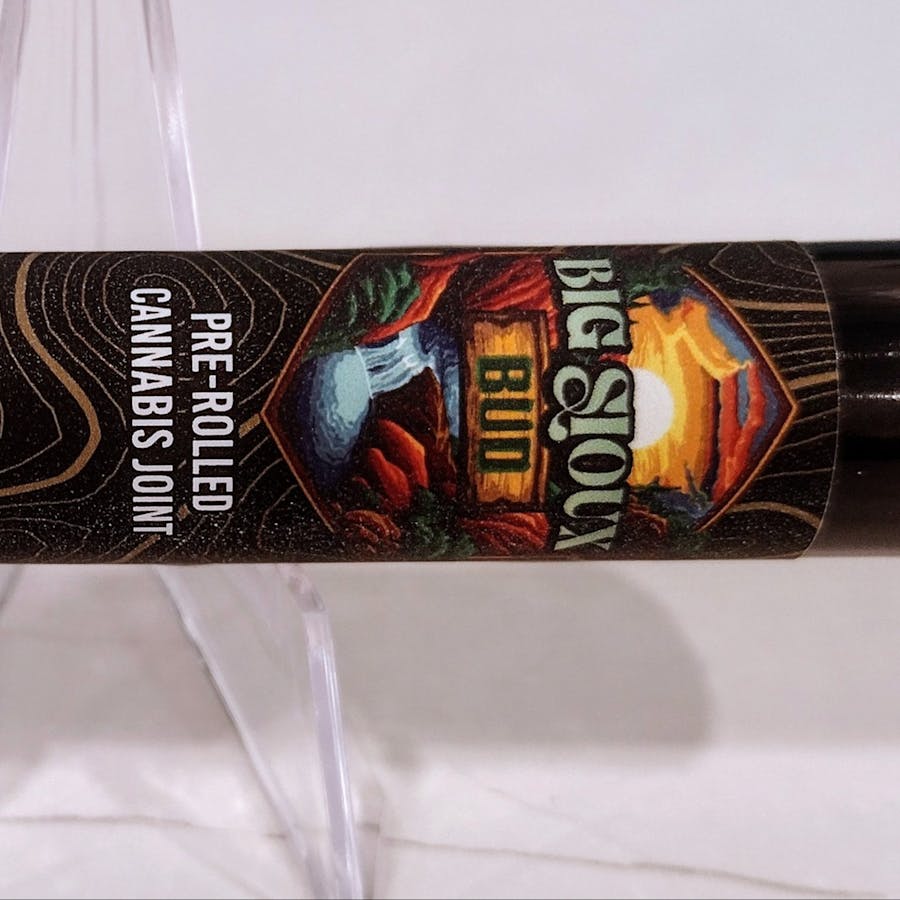 BIG SIOUX
BUD
PRE-ROLLED
CANNABIS JOINT